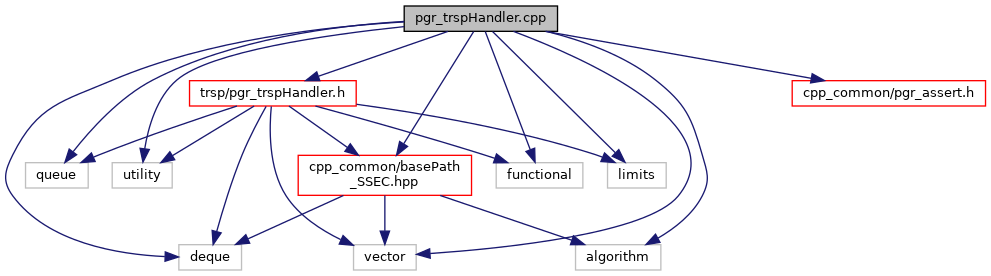 pgr_trspHandler.cpp
trsp/pgr_trspHandler.h
cpp_common/pgr_assert.h
cpp_common/basePath
_SSEC.hpp
queue
utility
functional
limits
deque
vector
algorithm